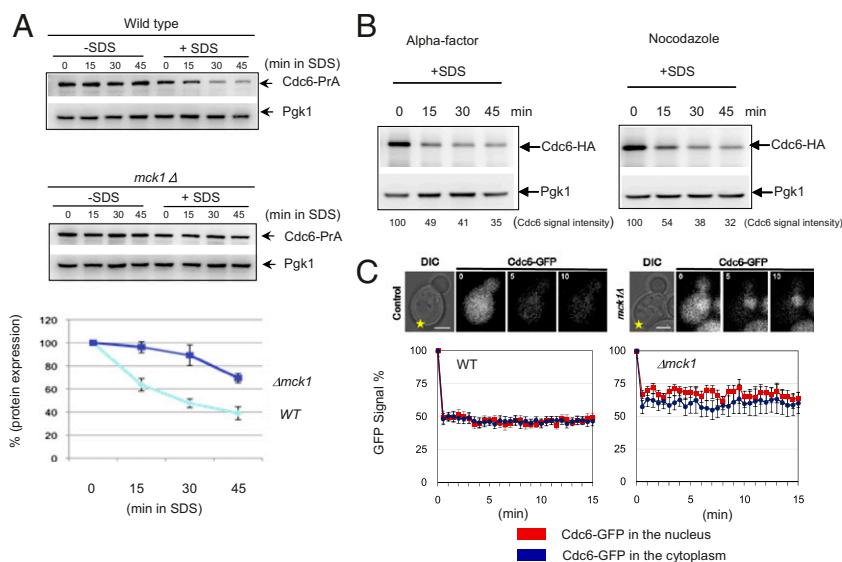 A
Wild type
-SDS + SDS
0 15 30 45 0 15 30 45 (min in SDS)
Cdc6-PrA
Pgk1
mck1 Δ
-SDS + SDS
0 15 30 45 0 15 30 45 (min in SDS)
Cdc6-PrA
Pgk1
% (protein expression)
120
100
80
60
40
20
0
0 15 30 45
(min in SDS)
Δmck1
WT
B
Alpha-factor
+SDS
0 15 30 45 min
Cdc6-HA
Pgk1
100 49 41 35 (Cdc6 signal intensity)
Nocodazole
+SDS
0 15 30 45 min
Cdc6-HA
Pgk1
100 54 38 32 (Cdc6 signal intensity)
C
DIC Cdc6-GFP
Control
0 5 10
DIC Cdc6-GFP
mck1Δ
0 5 10
GFP Signal %
100
75
50
25
0
WT
0 5 10 15
(min)
100
75
50
25
0
Δmck1
0 5 10 15
(min)
Cdc6-GFP in the nucleus
Cdc6-GFP in the cytoplasm